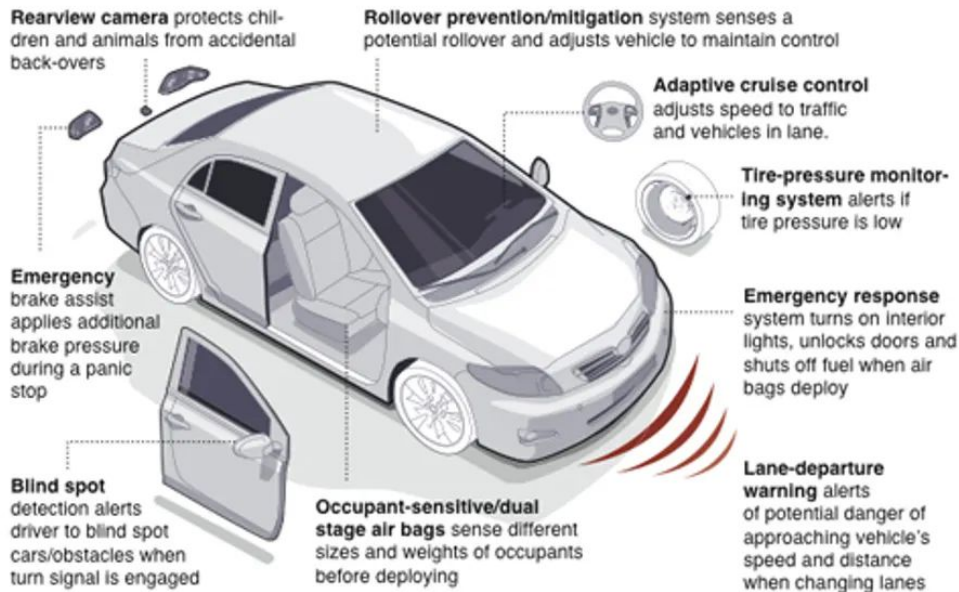 Rearview camera protects chil-
dren and animals from accidental
back-overs
Rollover prevention/mitigation system senses a
potential rollover and adjusts vehicle to maintain control
Adaptive cruise control
adjusts speed to traffic
and vehicles in lane.
Tire-pressure monitor-
ing system alerts if
tire pressure is low
Emergency
brake assist
applies additional
brake pressure
during a panic
stop
Emergency response
system turns on interior
lights, unlocks doors and
shuts off fuel when air
bags deploy
Blind spot
detection alerts
driver to blind spot
cars/obstacles when
turn signal is engaged
Occupant-sensitive/dual
stage air bags sense different
sizes and weights of occupants
before deploying
Lane-departure
warning alerts
of potential danger of
approaching vehicle's
speed and distance
when changing lanes